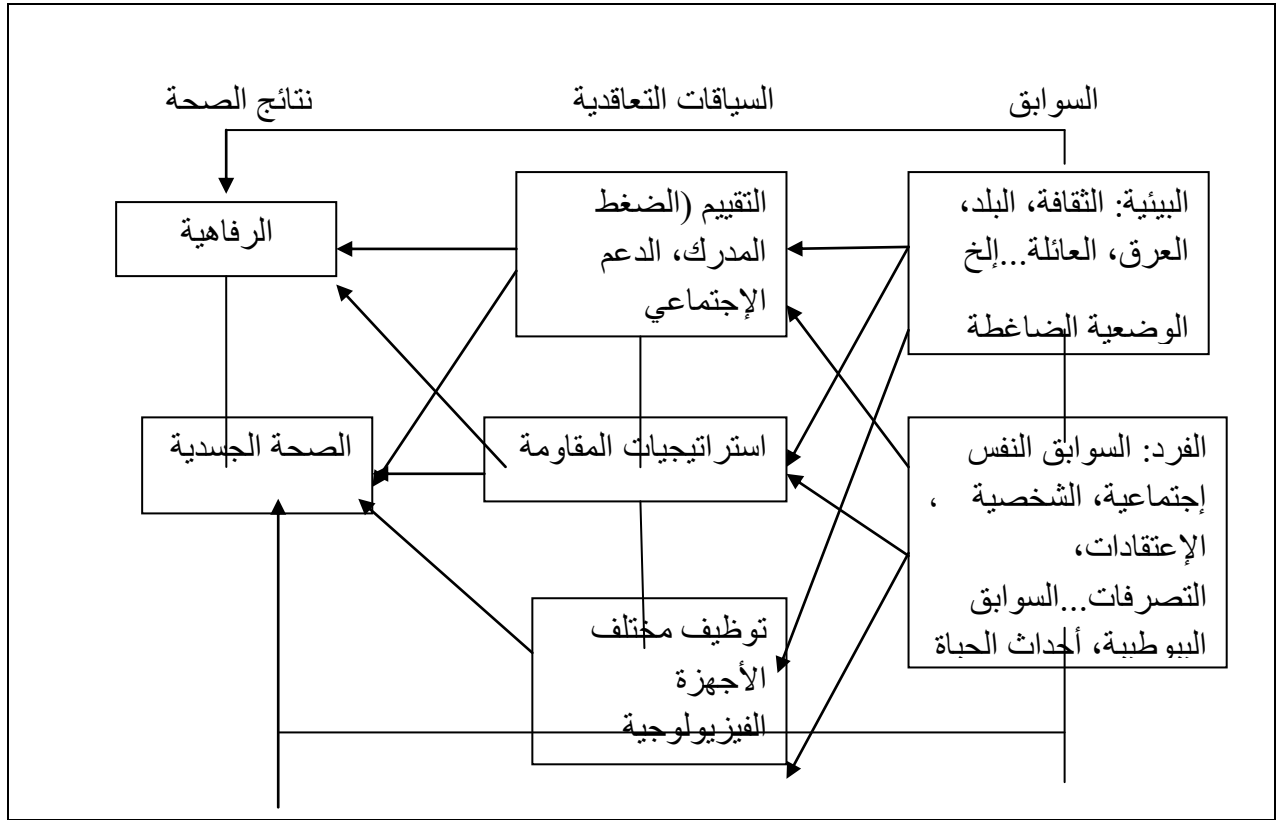 السوابق
السياقات التعاقدية
نتائج الصحة
البيئية: الثقافة، البلد،
العرق، العائلة...إلخ
الوضعية الضاغطة
التقييم (الضغط
المدرك، الدعم
الإجتماعي
الرفاهية
الفرد: السوابق النفس
إجتماعية، الشخصية ،
الإعتقادات،
التصرفات...السوابق
البيوطبية، أحداث الحياة
استراتيجيات المقاومة
الصحة الجسدية
توظيف مختلف
الأجهزة
الفيزيولوجية